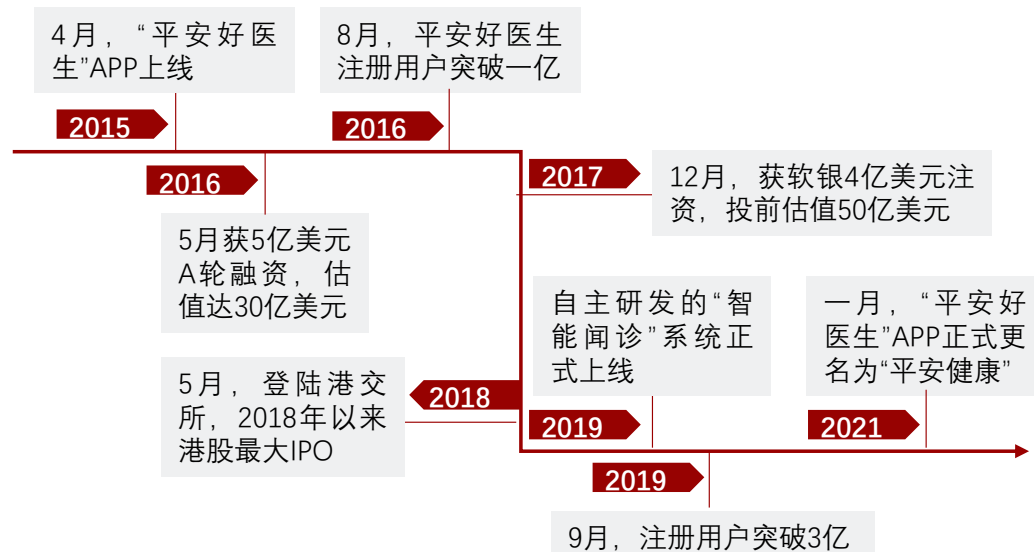 4月，“平安好医
生”APP上线
2015
8月，平安好医生
注册用户突破一亿
2016
2016
5月获5亿美元
A轮融资，估
值达30亿美元
2017
12月，获软银4亿美元注
资，投前估值50亿美元
2018
5月，登陆港交
所，2018年以来
港股最大IPO
自主研发的“智
能闻诊”系统正
式上线
2019
2019
9月，注册用户突破3亿
一月，“平安好
医生”APP正式更
名为“平安健康”
2021